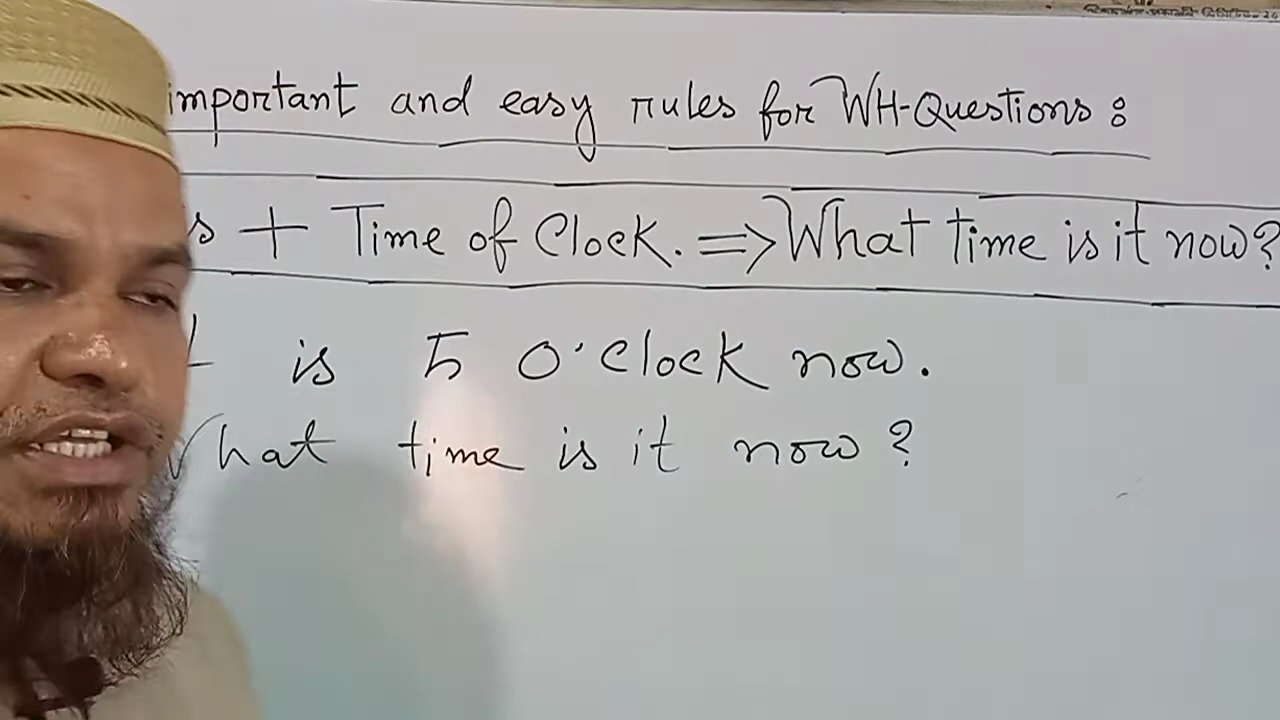 important and easy rules for WH-Questions:
s + Time of Clock. => What time is it now?
is 5 O'Clock now.
What time is it now?